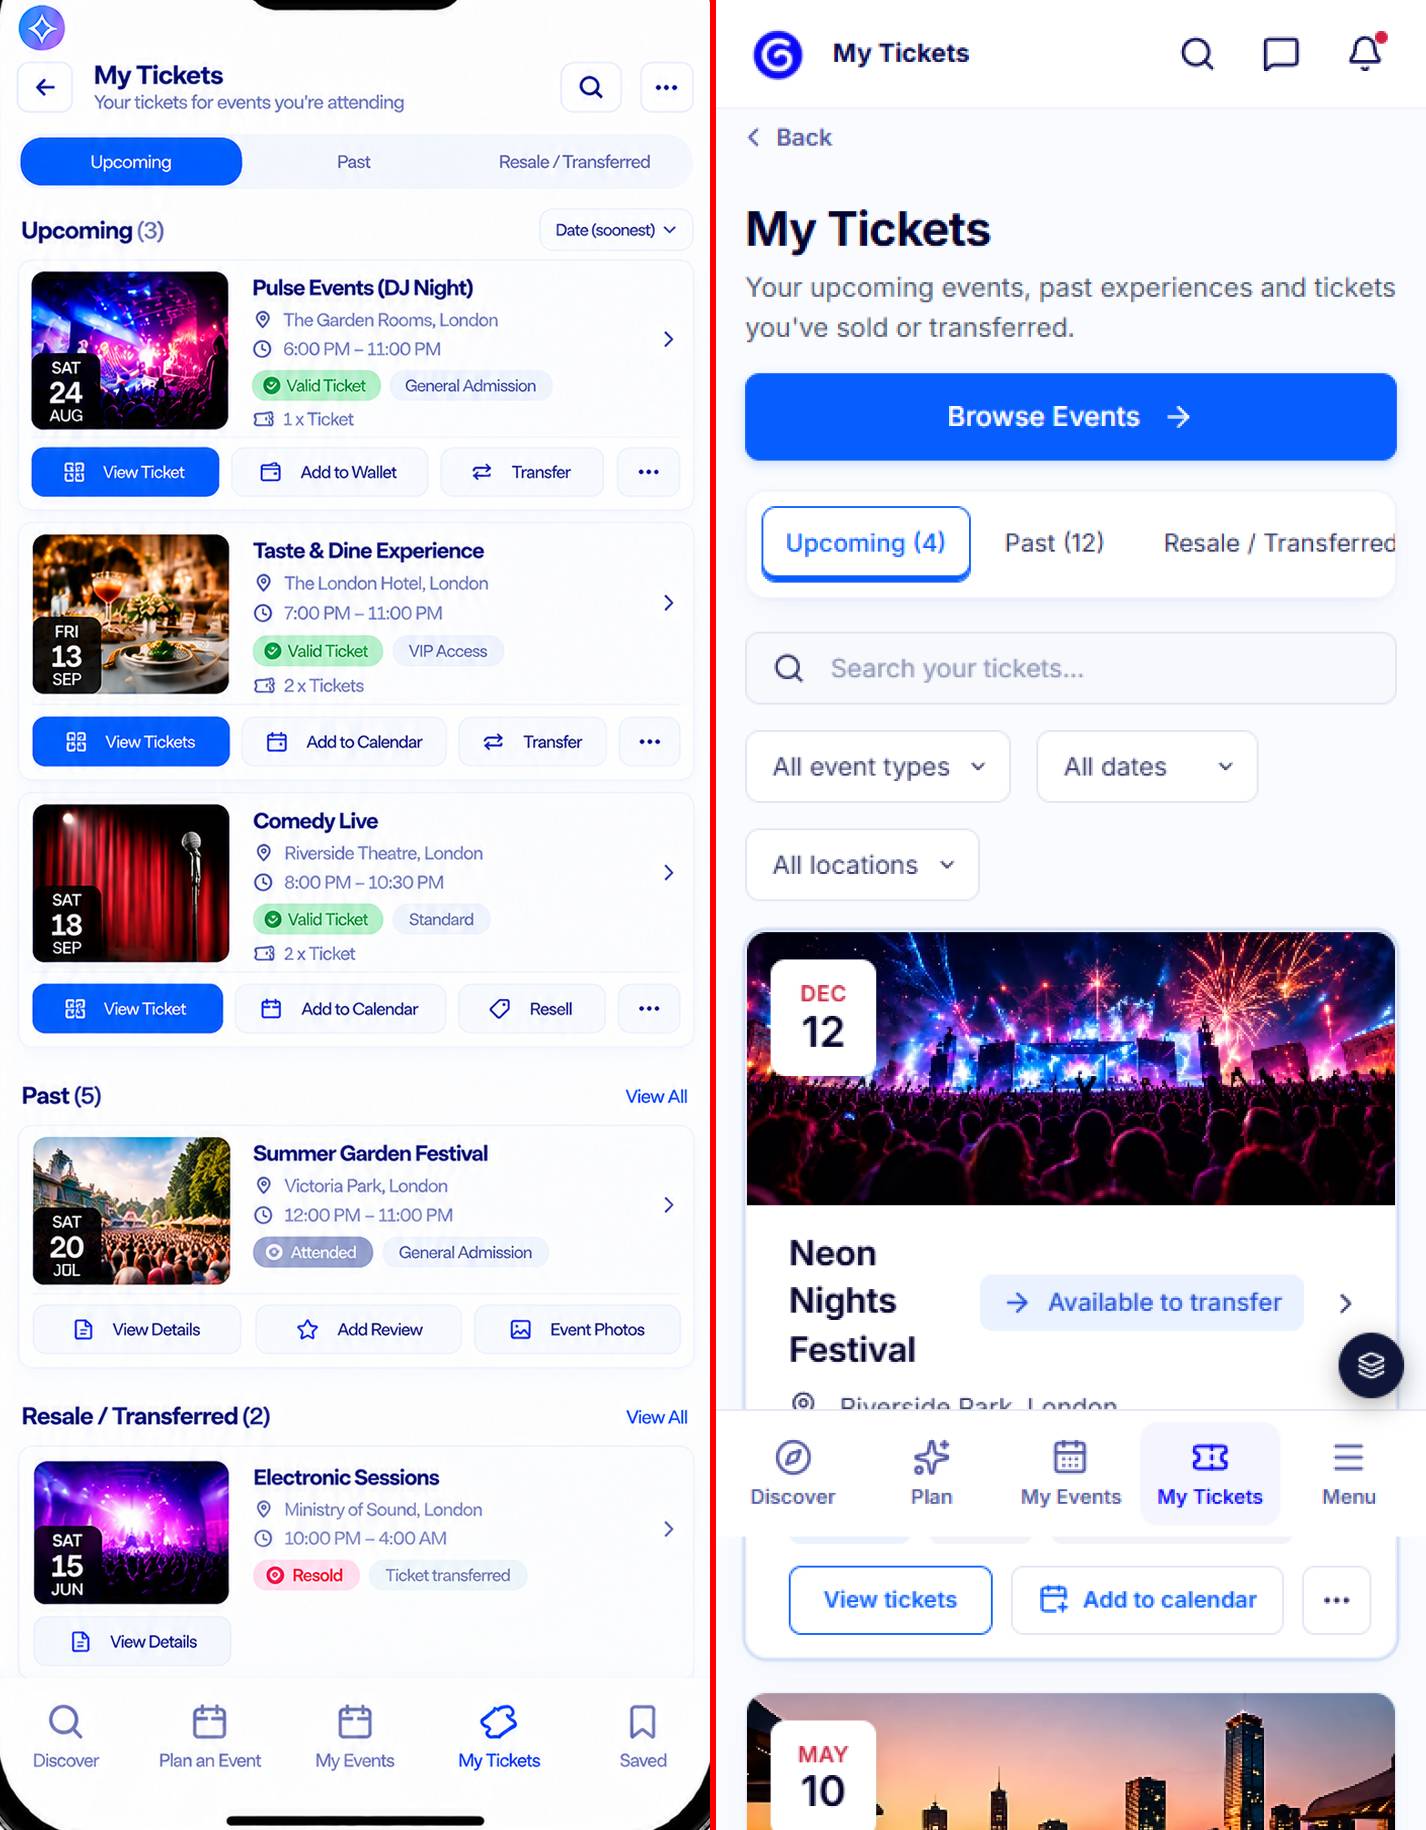 My Tickets
Your tickets for events you're attending
Upcoming
Past
Resale / Transferred
Upcoming (3)
Date (soonest)
SAT
24
AUG
Pulse Events (DJ Night)
The Garden Rooms, London
6:00 PM – 11:00 PM
Valid Ticket
General Admission
1 x Ticket
View Ticket
Add to Wallet
Transfer
FRI
13
SEP
Taste & Dine Experience
The London Hotel, London
7:00 PM – 11:00 PM
Valid Ticket
VIP Access
2 x Tickets
View Tickets
Add to Calendar
Transfer
SAT
18
SEP
Comedy Live
Riverside Theatre, London
8:00 PM – 10:30 PM
Valid Ticket
Standard
2 x Ticket
View Ticket
Add to Calendar
Resell
Past (5)
View All
SAT
20
JUL
Summer Garden Festival
Victoria Park, London
12:00 PM – 11:00 PM
Attended
General Admission
View Details
Add Review
Event Photos
Resale / Transferred (2)
View All
SAT
15
JUN
Electronic Sessions
Ministry of Sound, London
10:00 PM – 4:00 AM
Resold
Ticket transferred
View Details
Discover
Plan an Event
My Events
My Tickets
Saved
My Tickets
Back
My Tickets
Your upcoming events, past experiences and tickets
you've sold or transferred.
Browse Events
Upcoming (4)
Past (12)
Resale / Transferred
Search your tickets...
All event types
All dates
All locations
DEC
12
Neon
Nights
Festival
Available to transfer
Riverside Park, London
Discover
Plan
My Events
My Tickets
Menu
View tickets
Add to calendar
MAY
10